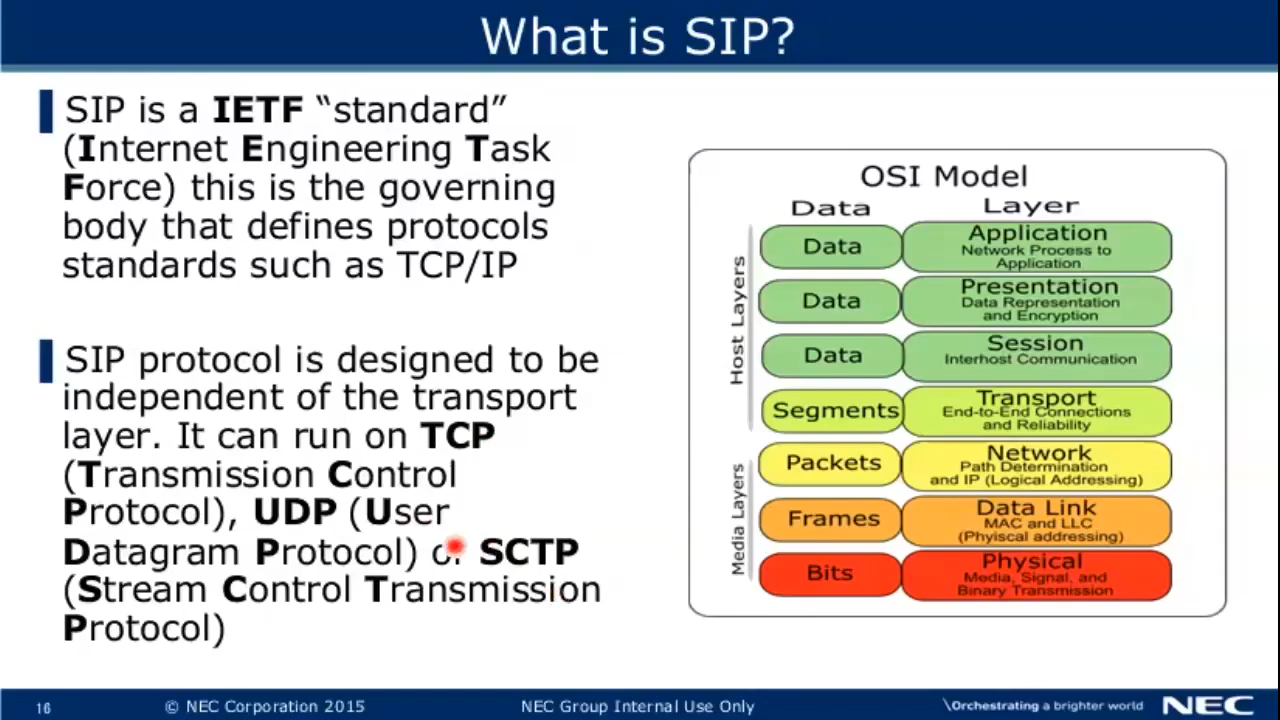 What is SIP?
SIP is a IETF “standard”
(Internet Engineering Task
Force) this is the governing
body that defines protocols
standards such as TCP/IP
SIP protocol is designed to be
independent of the transport
layer. It can run on TCP
(Transmission Control
Protocol), UDP (User
Datagram Protocol) or SCTP
(Stream Control Transmission
Protocol)
OSI Model
Data Layer
Host Layers
Data Application
Network Process to
Application
Data Presentation
Data Representation
and Encryption
Data Session
Interhost Communication
Segments Transport
End-to-End Connections
and Reliability
Media Layers
Packets Network
Path Determination
and IP (Logical Addressing)
Frames Data Link
MAC and LLC
(Phyiscal addressing)
Bits Physical
Media, Signal, and
Binary Transmission
16 © NEC Corporation 2015 NEC Group Internal Use Only \Orchestrating a brighter world NEC